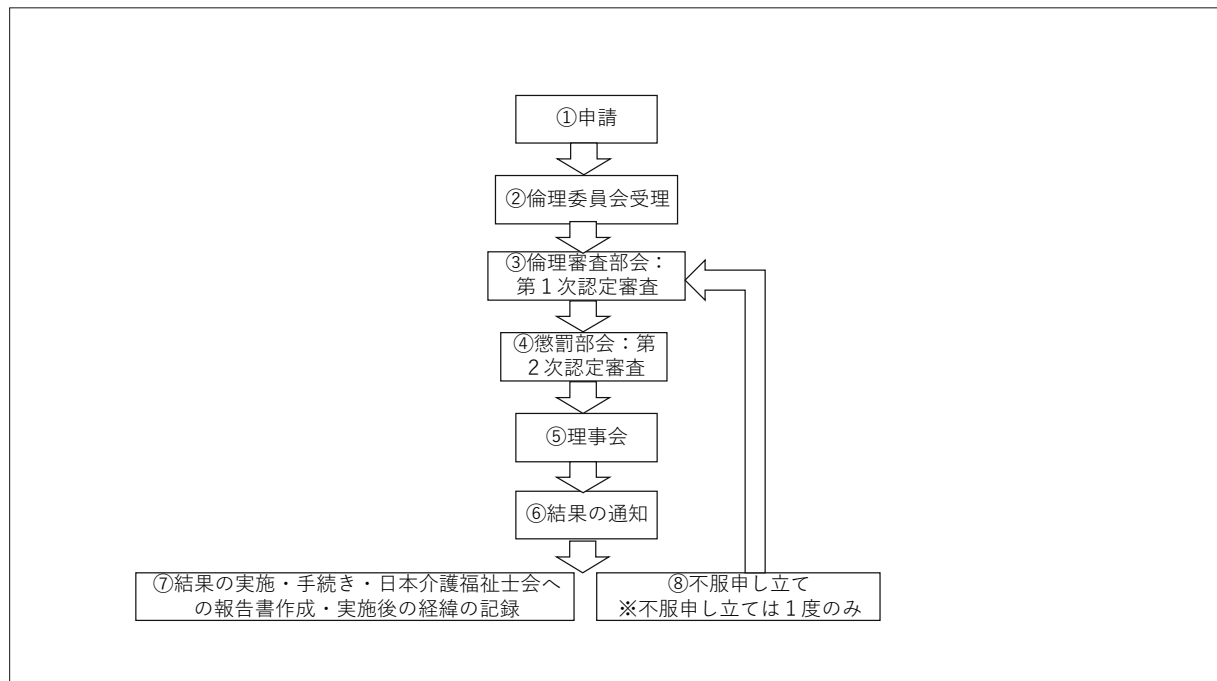 ①申請
②倫理委員会受理
③倫理審査部会：
第１次認定審査
④懲罰部会：第
２次認定審査
⑤理事会
⑥結果の通知
⑦結果の実施・手続き・日本介護福祉士会へ
の報告書作成・実施後の経緯の記録
⑧不服申し立て
※不服申し立ては１度のみ